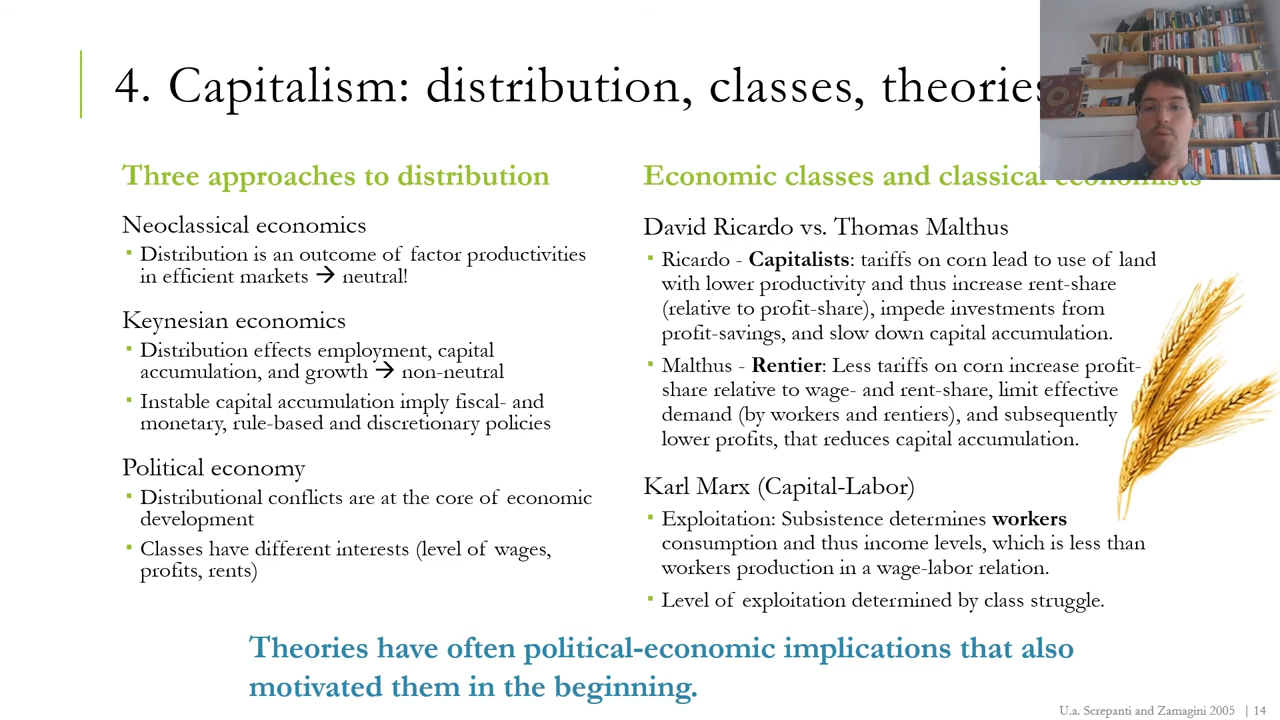 4. Capitalism: distribution, classes, theories
Three approaches to distribution
Neoclassical economics
▪ Distribution is an outcome of factor productivities
in efficient markets → neutral!
Keynesian economics
▪ Distribution effects employment, capital
accumulation, and growth → non-neutral
▪ Instable capital accumulation imply fiscal- and
monetary, rule-based and discretionary policies
Political economy
▪ Distributional conflicts are at the core of economic
development
▪ Classes have different interests (level of wages,
profits, rents)
Economic classes and classical economists
David Ricardo vs. Thomas Malthus
▪ Ricardo - Capitalists: tariffs on corn lead to use of land
with lower productivity and thus increase rent-share
(relative to profit-share), impede investments from
profit-savings, and slow down capital accumulation.
▪ Malthus - Rentier: Less tariffs on corn increase profit-
share relative to wage- and rent-share, limit effective
demand (by workers and rentiers), and subsequently
lower profits, that reduces capital accumulation.
Karl Marx (Capital-Labor)
▪ Exploitation: Subsistence determines workers
consumption and thus income levels, which is less than
workers production in a wage-labor relation.
▪ Level of exploitation determined by class struggle.
Theories have often political-economic implications that also
motivated them in the beginning.
U.a. Screpanti and Zamagini 2005 | 14